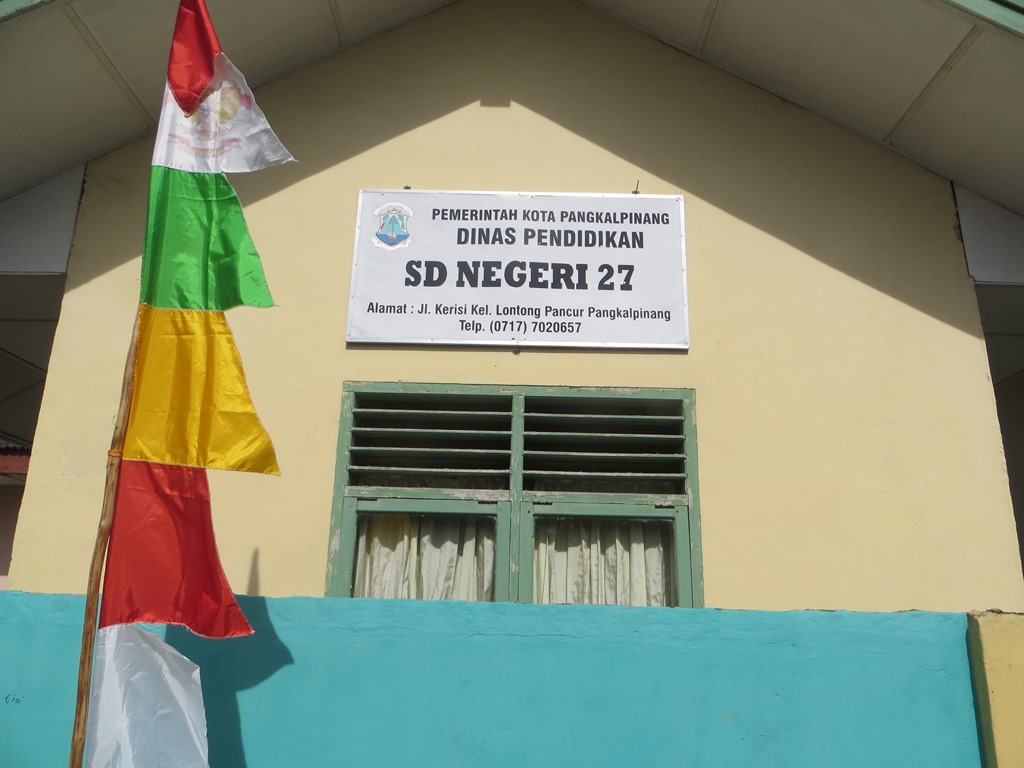 PEMERINTAH KOTA PANGKALPINANG
DINAS PENDIDIKAN
SD NEGERI 27
Alamat : Jl. Kerisi Kel. Lontong Pancur Pangkalpinang
Telp. (0717) 7020657